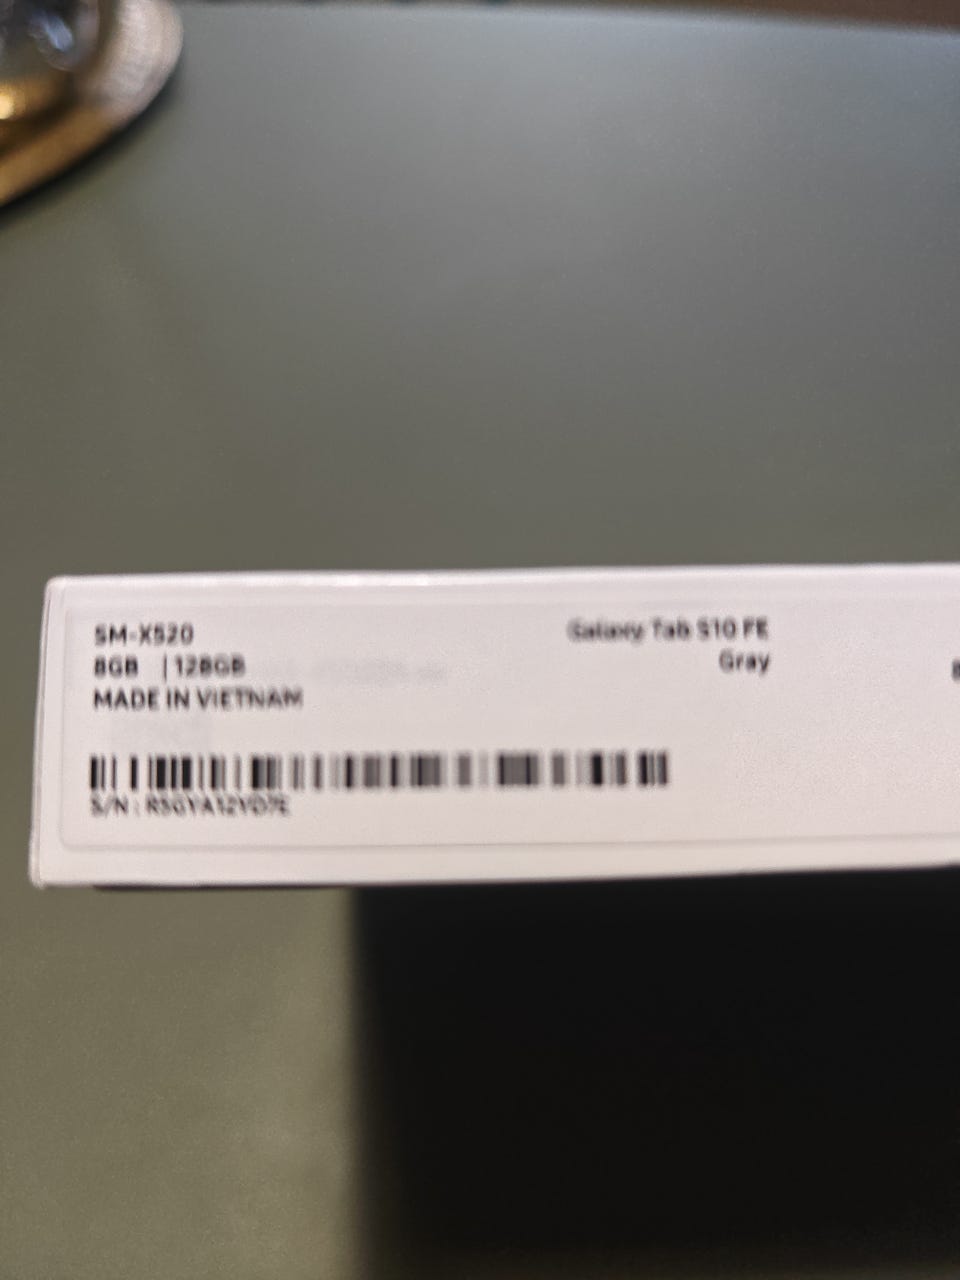 SM-X520
8GB | 128GB
MADE IN VIETNAM
Galaxy Tab S10 FE
Gray
S/N :